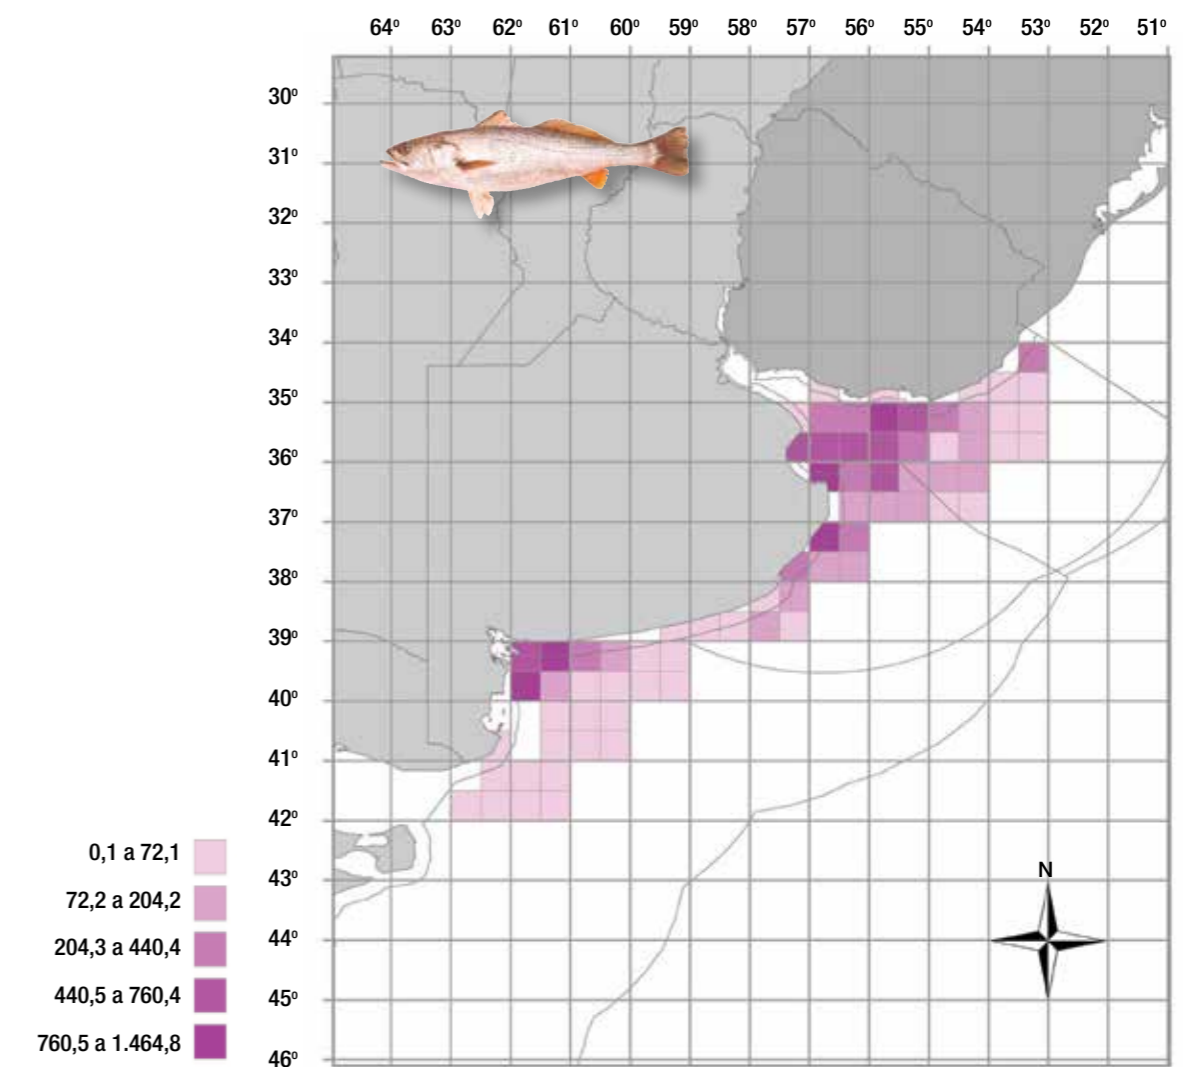 64º 63º 62º 61º 60º 59º 58º 57º 56º 55º 54º 53º 52º 51º
30º
31º
32º
33º
34º
35º
36º
37º
38º
39º
40º
41º
42º
43º
44º
45º
46º
0,1 a 72,1
72,2 a 204,2
204,3 a 440,4
440,5 a 760,4
760,5 a 1.464,8
N